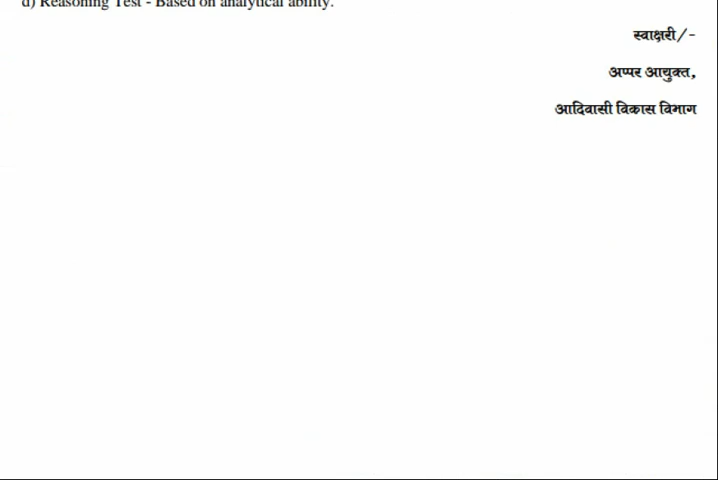 d) Reasoning Test - Based on analytical ability.
स्वाक्षरी/-
अप्पर आयुक्त,
आदिवासी विकास विभाग